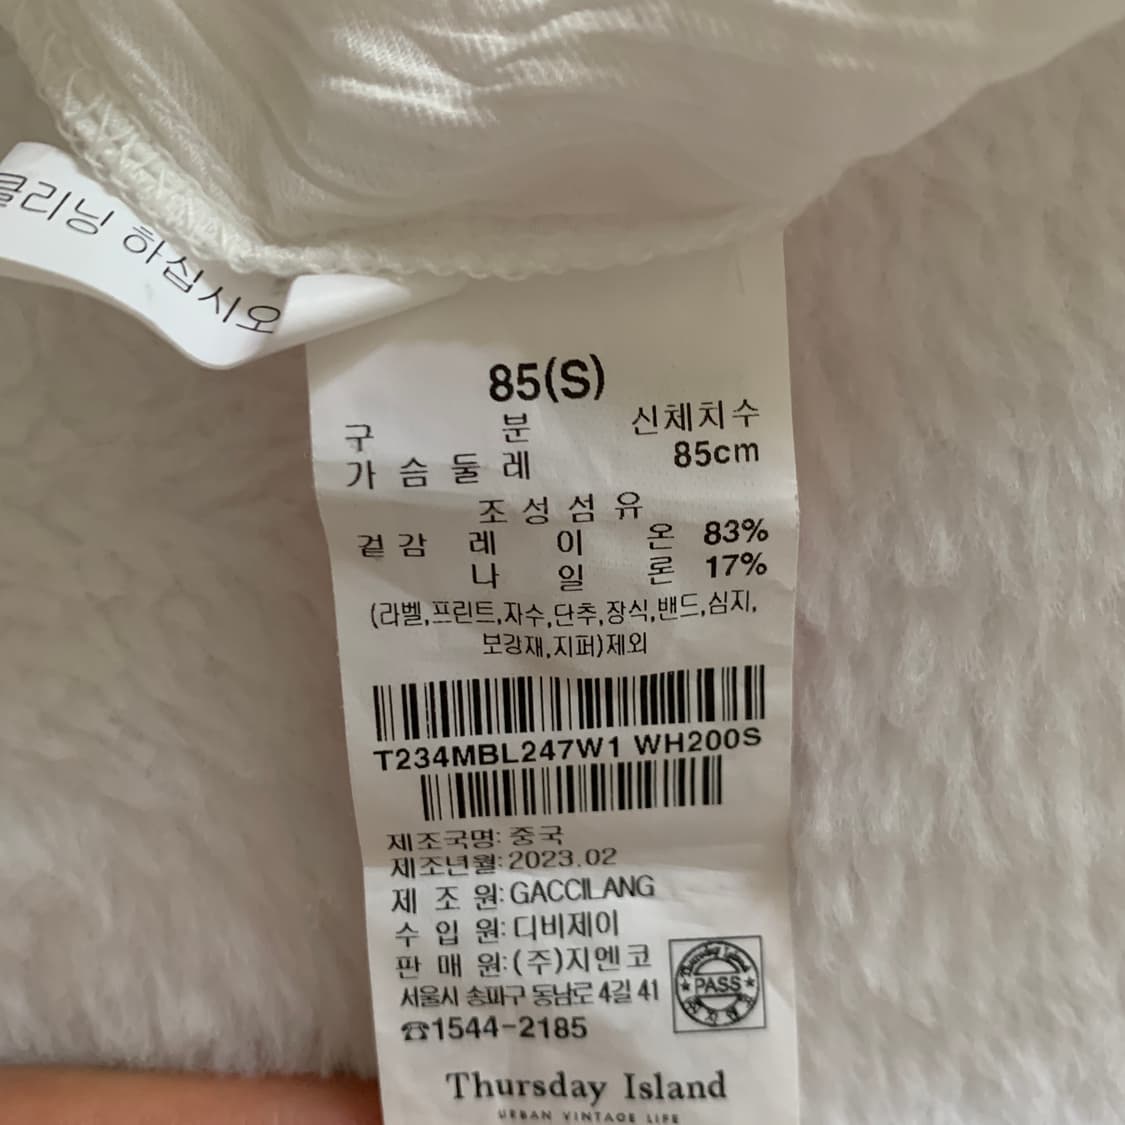 클리닝 하십시오
85(S)
구 분 신체치수
가 슴 둘 레 85cm
조 성 섬 유
겉 감 레 이 온 83%
나 일 론 17%
(라벨,프린트,자수,단추,장식,밴드,심지,
보강재,지퍼)제외
T234MBL247W1 WH200S
제조국명: 중국
제조년월: 2023.02
제 조 원: GACCILANG
수 입 원: 디비제이
판 매 원: (주)지엔코
서울시 송파구 동남로 4길 41
☎1544-2185
PASS
Thursday Island
URBAN VINTAGE LIFE